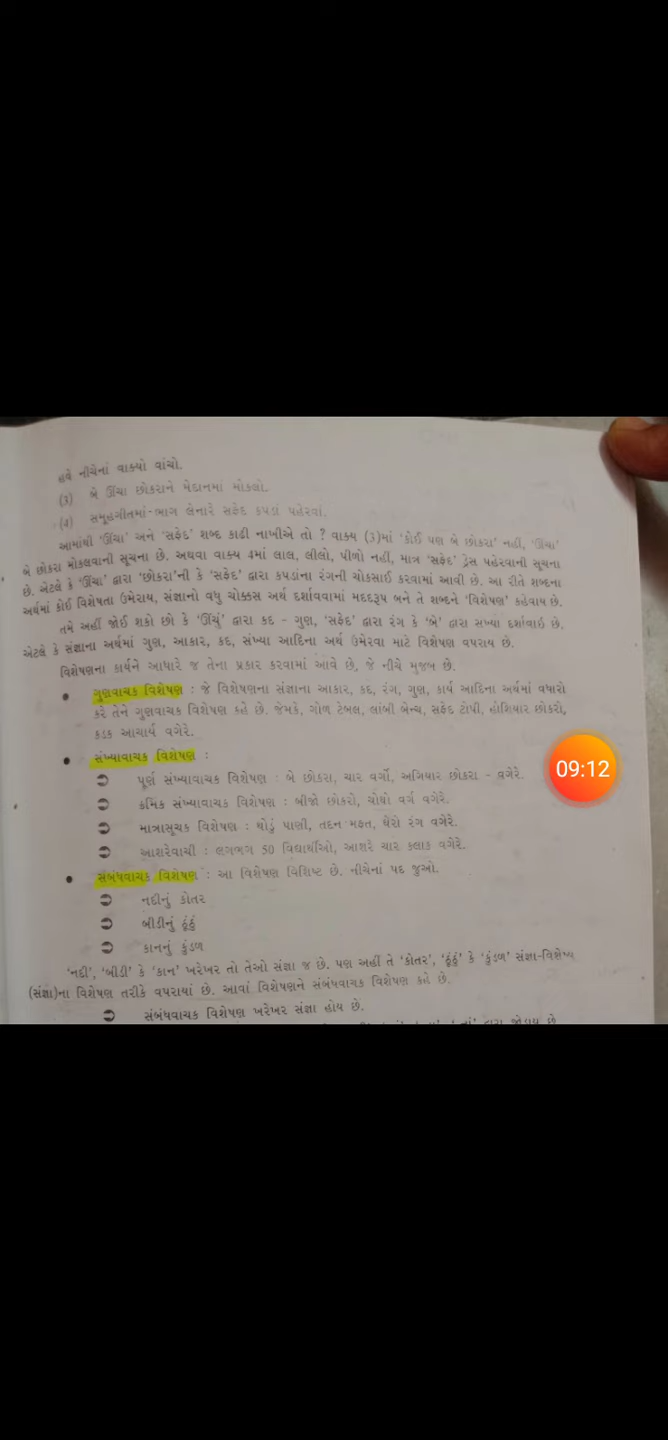 હવે નીચેનાં વાક્યો વાંચો.
(3) બે ઊંચા છોકરાને મેદાનમા મોકલો.
(4) સમૂહગીતમાં-ભાગ લેનારે સફેદ કપડાં પહેરવાં.
આમાંથી 'ઊંચા' અને 'સફેદ' શબ્દ કાઢી નાખીએ તો ? વાક્ય (3)માં 'કોઈ પણ બે છોકરા' નહીં, 'ઊંચા'
બે છોકરા મોકલવાની સૂચના છે. અથવા વાક્ય 4માં લાલ, લીલો, પીળો નહીં, માત્ર 'સફેદ' ડ્રેસ પહેરવાની સૂચના
છે. એટલે કે 'ઊંચા' દ્વારા 'છોકરા'ની કે 'સફેદ' દ્વારા કપડાંના રંગની ચોકસાઈ કરવામાં આવી છે. આ રીતે શબ્દના
અર્થમાં કોઈ વિશેષતા ઉમેરાય, સંજ્ઞાનો વધુ ચોક્કસ અર્થ દર્શાવવામાં મદદરૂપ બને તે શબ્દને 'વિશેષણ' કહેવાય છે.
તમે અહીં જોઈ શકો છો કે 'ઊંચું' દ્વારા કદ - ગુણ, 'સફેદ' દ્વારા રંગ કે 'બે' દ્વારા સંખ્યા દર્શાવાઈ છે.
એટલે કે સંજ્ઞાના અર્થમાં ગુણ, આકાર, કદ, સંખ્યા આદિના અર્થ ઉમેરવા માટે વિશેષણ વપરાય છે.
વિશેષણના કાર્યને આધારે જ તેના પ્રકાર કરવામાં આવે છે, જે નીચે મુજબ છે.
• ગુણવાચક વિશેષણ : જે વિશેષણના સંજ્ઞાના આકાર, કદ, રંગ, ગુણ, કાર્ય આદિના અર્થમાં વધારો
કરે તેને ગુણવાચક વિશેષણ કહે છે. જેમકે, ગોળ ટેબલ, લાંબી બેન્ચ, સફેદ ટોપી, હોશિયાર છોકરો,
કડક આચાર્ય વગેરે.
• સંખ્યાવાચક વિશેષણ :
➲ પૂર્ણ સંખ્યાવાચક વિશેષણ : બે છોકરા, ચાર વર્ગો, અગિયાર છોકરા - વગેરે.
➲ ક્રમિક સંખ્યાવાચક વિશેષણ : બીજો છોકરો, ચોથો વર્ગ વગેરે.
➲ માત્રાસૂચક વિશેષણ : થોડું પાણી, તદન મફત, ઘેરો રંગ વગેરે.
➲ આશરેવાચી : લગભગ 50 વિદ્યાર્થીઓ, આશરે ચાર કલાક વગેરે.
• સંબંધવાચક વિશેષણ : આ વિશેષણ વિશિષ્ટ છે. નીચેનાં પદ જુઓ.
➲ નદીનું કોતર
➲ બીડીનું ઠૂંઠું
➲ કાનનું કુંડળ
'નદી', 'બીડી' કે 'કાન' ખરેખર તો તેઓ સંજ્ઞા જ છે. પણ અહીં તે 'કોતર', 'ઠૂંઠું' કે 'કુંડળ' સંજ્ઞા-વિશેષ્ય
(સંજ્ઞા)ના વિશેષણ તરીકે વપરાયાં છે. આવાં વિશેષણને સંબંધવાચક વિશેષણ કહે છે.
➲ સંબંધવાચક વિશેષણ ખરેખર સંજ્ઞા હોય છે.
દ્વારા જોડાય છે
09:12